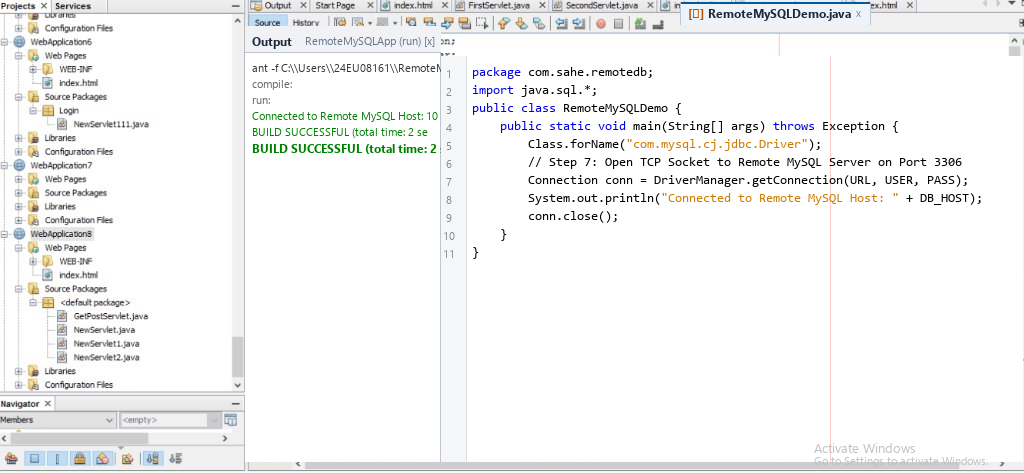 Projects × Services
Libraries
Configuration Files
WebApplication6
Web Pages
WEB-INF
index.html
Source Packages
Login
NewServlet111.java
Libraries
Configuration Files
WebApplication7
Web Pages
Source Packages
Libraries
Configuration Files
WebApplication8
Web Pages
WEB-INF
index.html
Source Packages
<default package>
GetPostServlet.java
NewServlet.java
NewServlet1.java
NewServlet2.java
Libraries
Configuration Files
Navigator ×
Members
<empty>
Output × Start Page × index.html × FirstServlet.java × SecondServlet.java × in
[] RemoteMySQLDemo.java x
ex.html ×
Source History
Output RemoteMySQLApp (run) [x]
ant -f C:\\Users\\24EU08161\\RemoteM
compile:
run:
Connected to Remote MySQL Host: 10
BUILD SUCCESSFUL (total time: 2 se
BUILD SUCCESSFUL (total time: 2
on;
1 package com.sahe.remotedb;
2 import java.sql.*;
3 public class RemoteMySQLDemo {
4 public static void main(String[] args) throws Exception {
5 Class.forName("com.mysql.cj.jdbc.Driver");
6 // Step 7: Open TCP Socket to Remote MySQL Server on Port 3306
7 Connection conn = DriverManager.getConnection(URL, USER, PASS);
8 System.out.println("Connected to Remote MySQL Host: " + DB_HOST);
9 conn.close();
10 }
11 }
Activate Windows
Go to Settings to activate Windows.